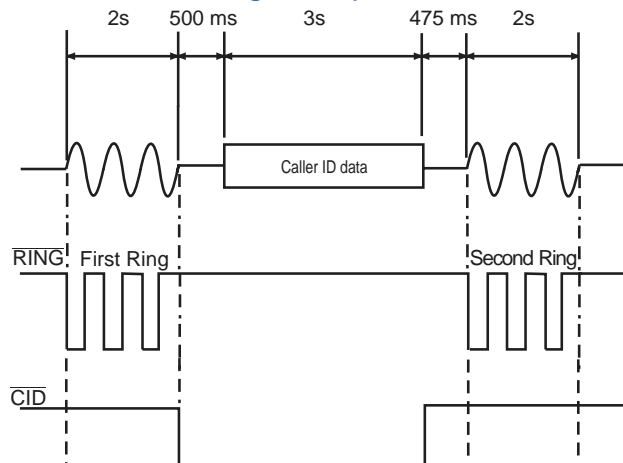 2s 500 ms 3s 475 ms 2s
Caller ID data
RING First Ring Second Ring
CID